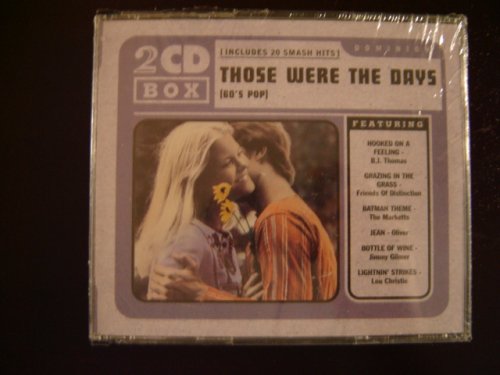 2CD
BOX
[INCLUDES 20 SMASH HITS]
DOMINION
THOSE WERE THE DAYS
[60'S POP]
FEATURING
HOOKED ON A
FEELING -
B.J. Thomas
GRAZING IN THE
GRASS -
Friends Of Distinction
BATMAN THEME -
The Marketts
JEAN - Oliver
BOTTLE OF WINE -
Jimmy Gilmer
LIGHTNIN' STRIKES -
Lou Christie